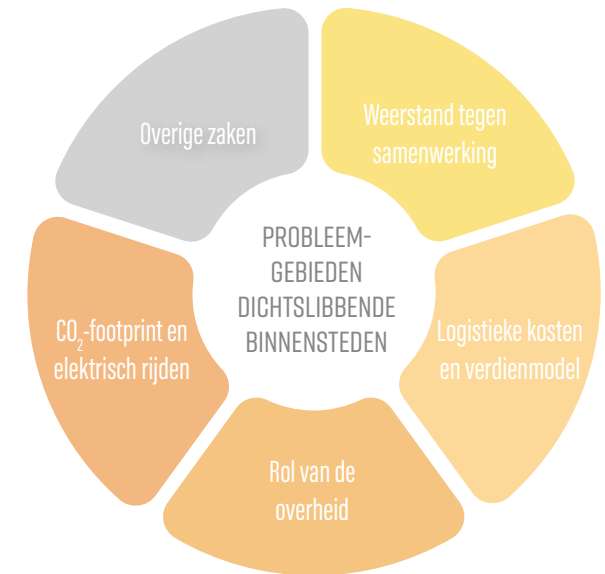 Overige zaken
Weerstand tegen
samenwerking
PROBLEEM-
GEBIEDEN
DICHTSLIBBENDE
BINNENSTEDEN
CO₂-footprint en
elektrisch rijden
Logistieke kosten
en verdienmodel
Rol van de
overheid